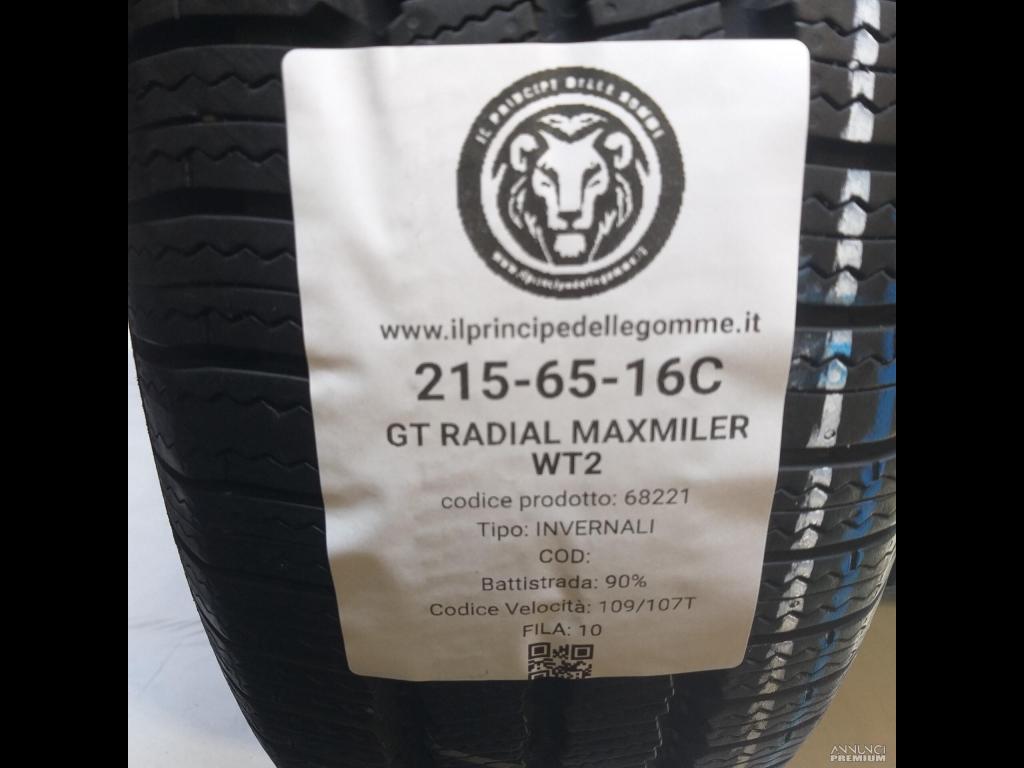 IL PRINCIPE DELLE GOMME
www.ilprincipedellegomme.it
www.ilprincipedellegomme.it
215-65-16C
GT RADIAL MAXMILER
WT2
codice prodotto: 68221
Tipo: INVERNALI
COD:
Battistrada: 90%
Codice Velocità: 109/107T
FILA: 10
ANNUNCI
PREMIUM